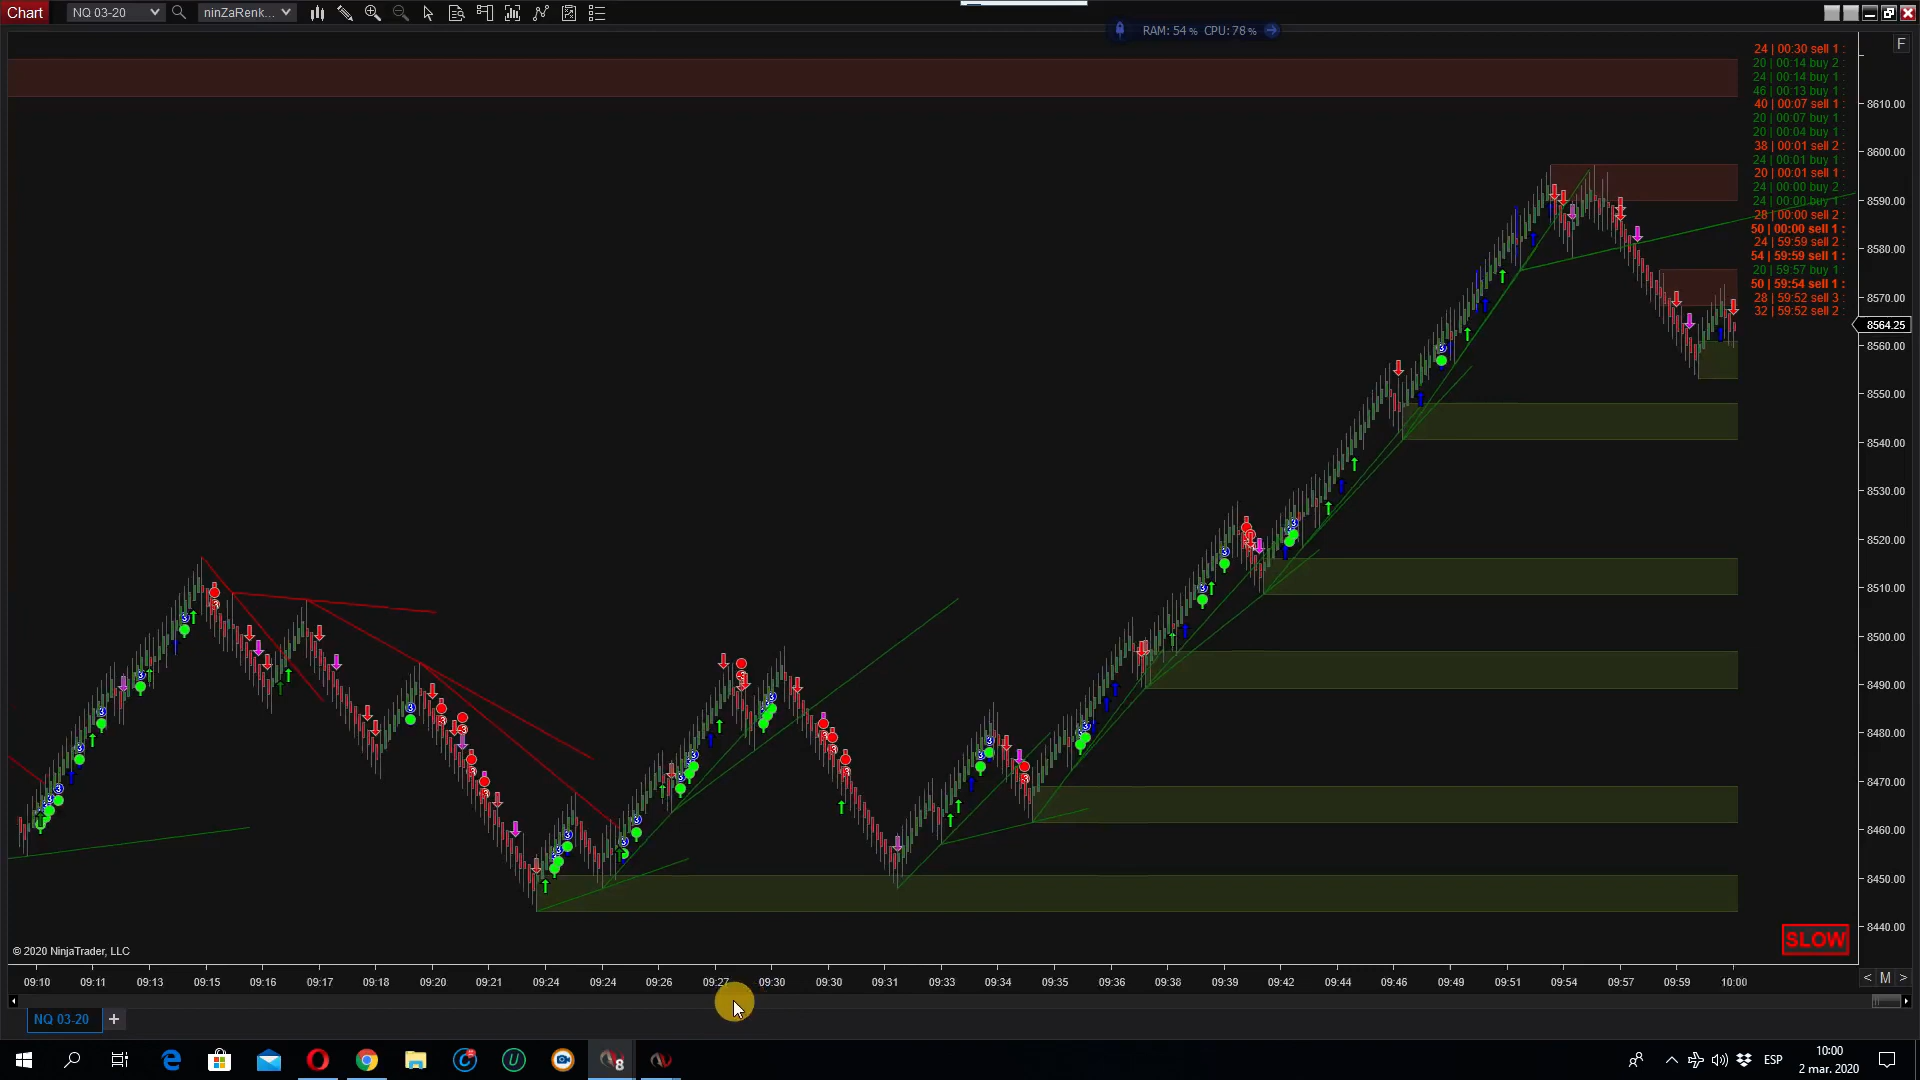 Chart
NQ 03-20
ninZaRenk...
RAM: 54 % CPU: 78 %
F
24 | 00:30 sell 1 :
20 | 00:14 buy 2 :
24 | 00:14 buy 1 :
46 | 00:13 buy 1 :
40 | 00:07 sell 1 :
20 | 00:07 buy 1 :
20 | 00:04 buy 1 :
38 | 00:01 sell 2 :
24 | 00:01 buy 1 :
20 | 00:01 sell 1 :
24 | 00:00 buy 2 :
24 | 00:00 buy 1 :
28 | 00:00 sell 2 :
50 | 00:00 sell 1 :
24 | 59:59 sell 2 :
54 | 59:59 sell 1 :
20 | 59:57 buy 1 :
50 | 59:54 sell 1 :
28 | 59:52 sell 3 :
32 | 59:52 sell 2 :
8610.00
8600.00
8590.00
8580.00
8570.00
8564.25
8560.00
8550.00
8540.00
8530.00
8520.00
8510.00
8500.00
8490.00
8480.00
8470.00
8460.00
8450.00
8440.00
SLOW
© 2020 NinjaTrader, LLC
09:10 09:11 09:13 09:15 09:16 09:17 09:18 09:20 09:21 09:24 09:24 09:26 09:27 09:30 09:30 09:31 09:33 09:35 09:36 09:38 09:39 09:42 09:44 09:46 09:49 09:51 09:54 09:57 09:59 10:00
< M >
NQ 03-20 +
ESP
10:00
2 mar. 2020